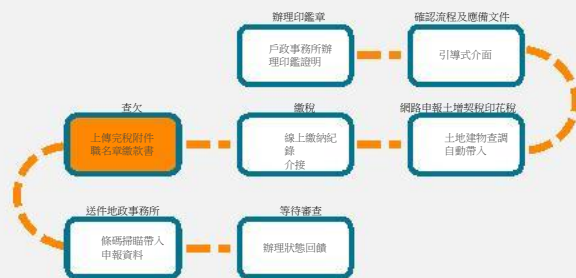 辦理印鑑章
確認流程及應備文件
戶政事務所辦
理印鑑證明
引導式介面
查欠
繳稅
網路申報土增契稅印花稅
上傳完稅附件
職名章繳款書
線上繳納紀
錄
介接
土地建物查調
自動帶入
送件地政事務所
等待審查
條碼掃瞄帶入
申報資料
辦理狀態回饋